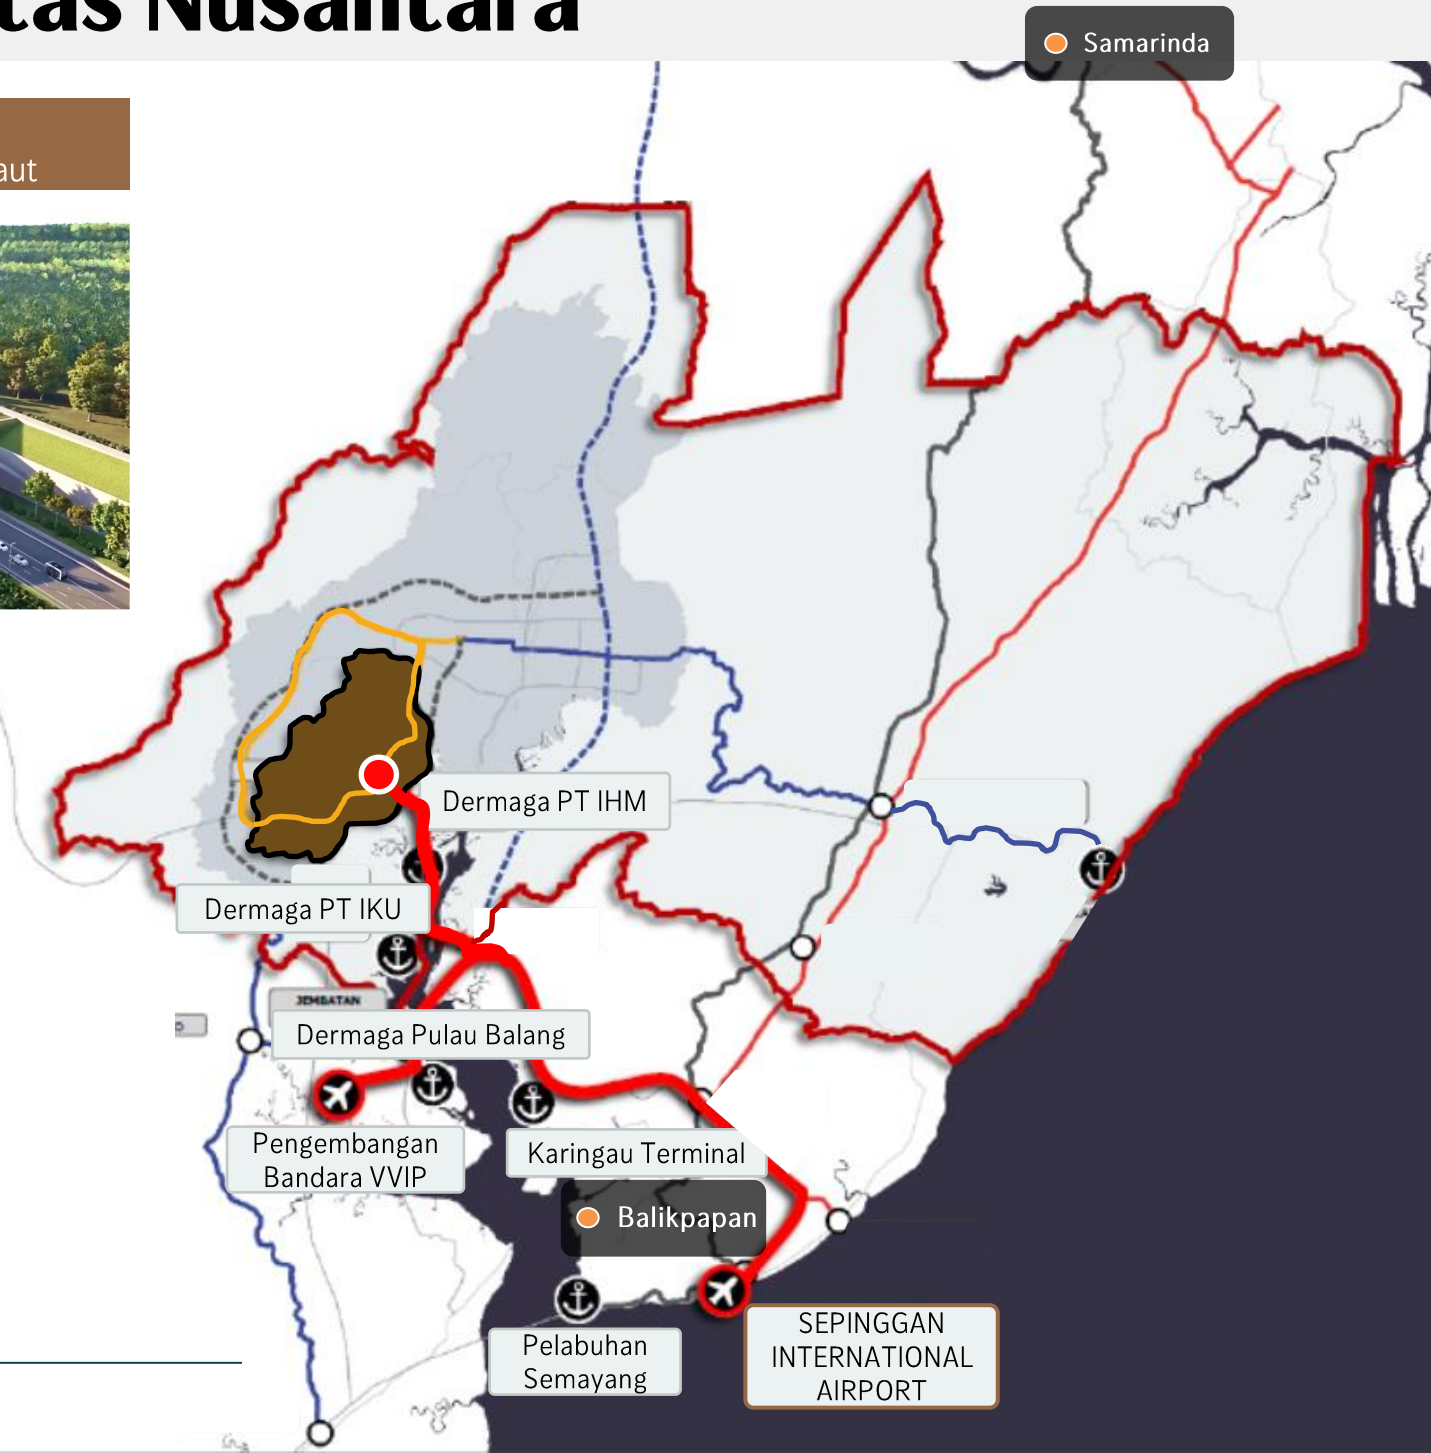 tas Nusantara
Samarinda
aut
Dermaga PT IHM
Dermaga PT IKU
JEMBATAN
Dermaga Pulau Balang
Pengembangan
Bandara VVIP
Karingau Terminal
Balikpapan
Pelabuhan
Semayang
SEPINGGAN
INTERNATIONAL
AIRPORT